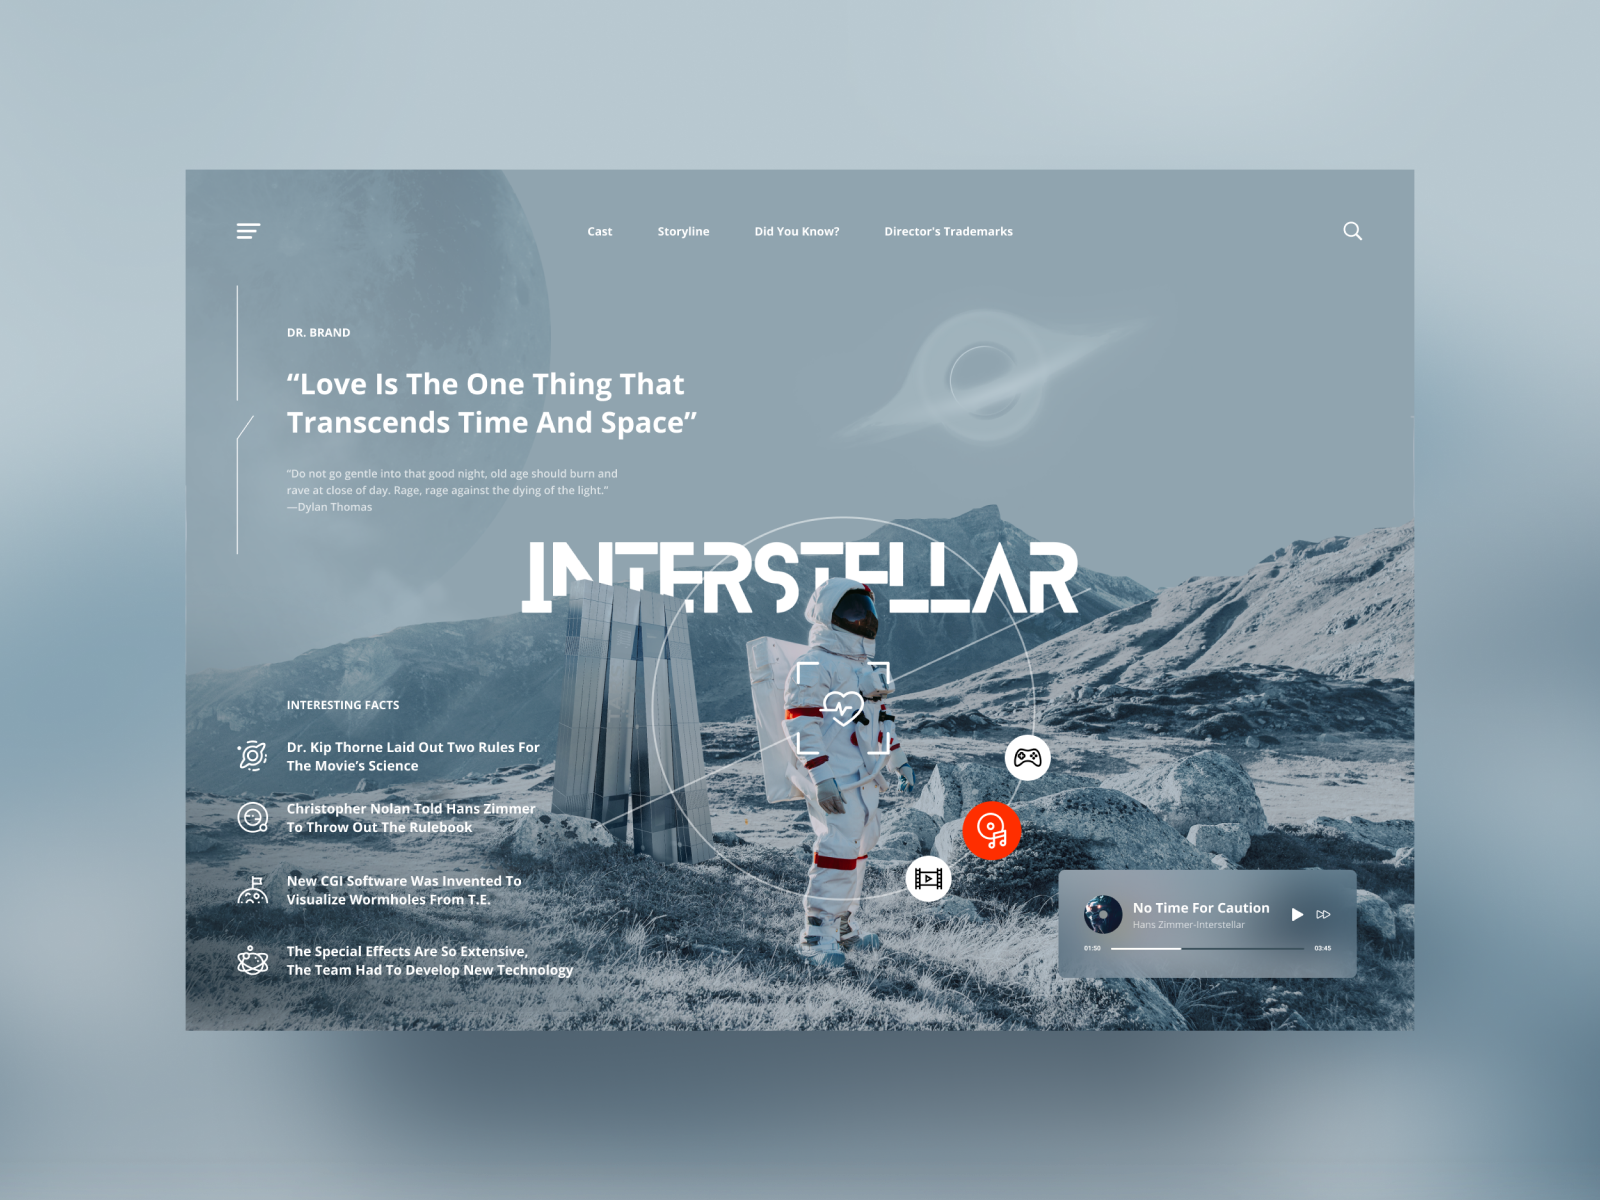 Cast
Storyline
Did You Know?
Director's Trademarks
DR. BRAND
“Love Is The One Thing That
Transcends Time And Space”
“Do not go gentle into that good night, old age should burn and
rave at close of day. Rage, rage against the dying of the light.”
—Dylan Thomas
INTERSTELLAR
INTERESTING FACTS
Dr. Kip Thorne Laid Out Two Rules For
The Movie’s Science
Christopher Nolan Told Hans Zimmer
To Throw Out The Rulebook
New CGI Software Was Invented To
Visualize Wormholes From T.E.
The Special Effects Are So Extensive,
The Team Had To Develop New Technology
No Time For Caution
Hans Zimmer-Interstellar
01:50
03:45